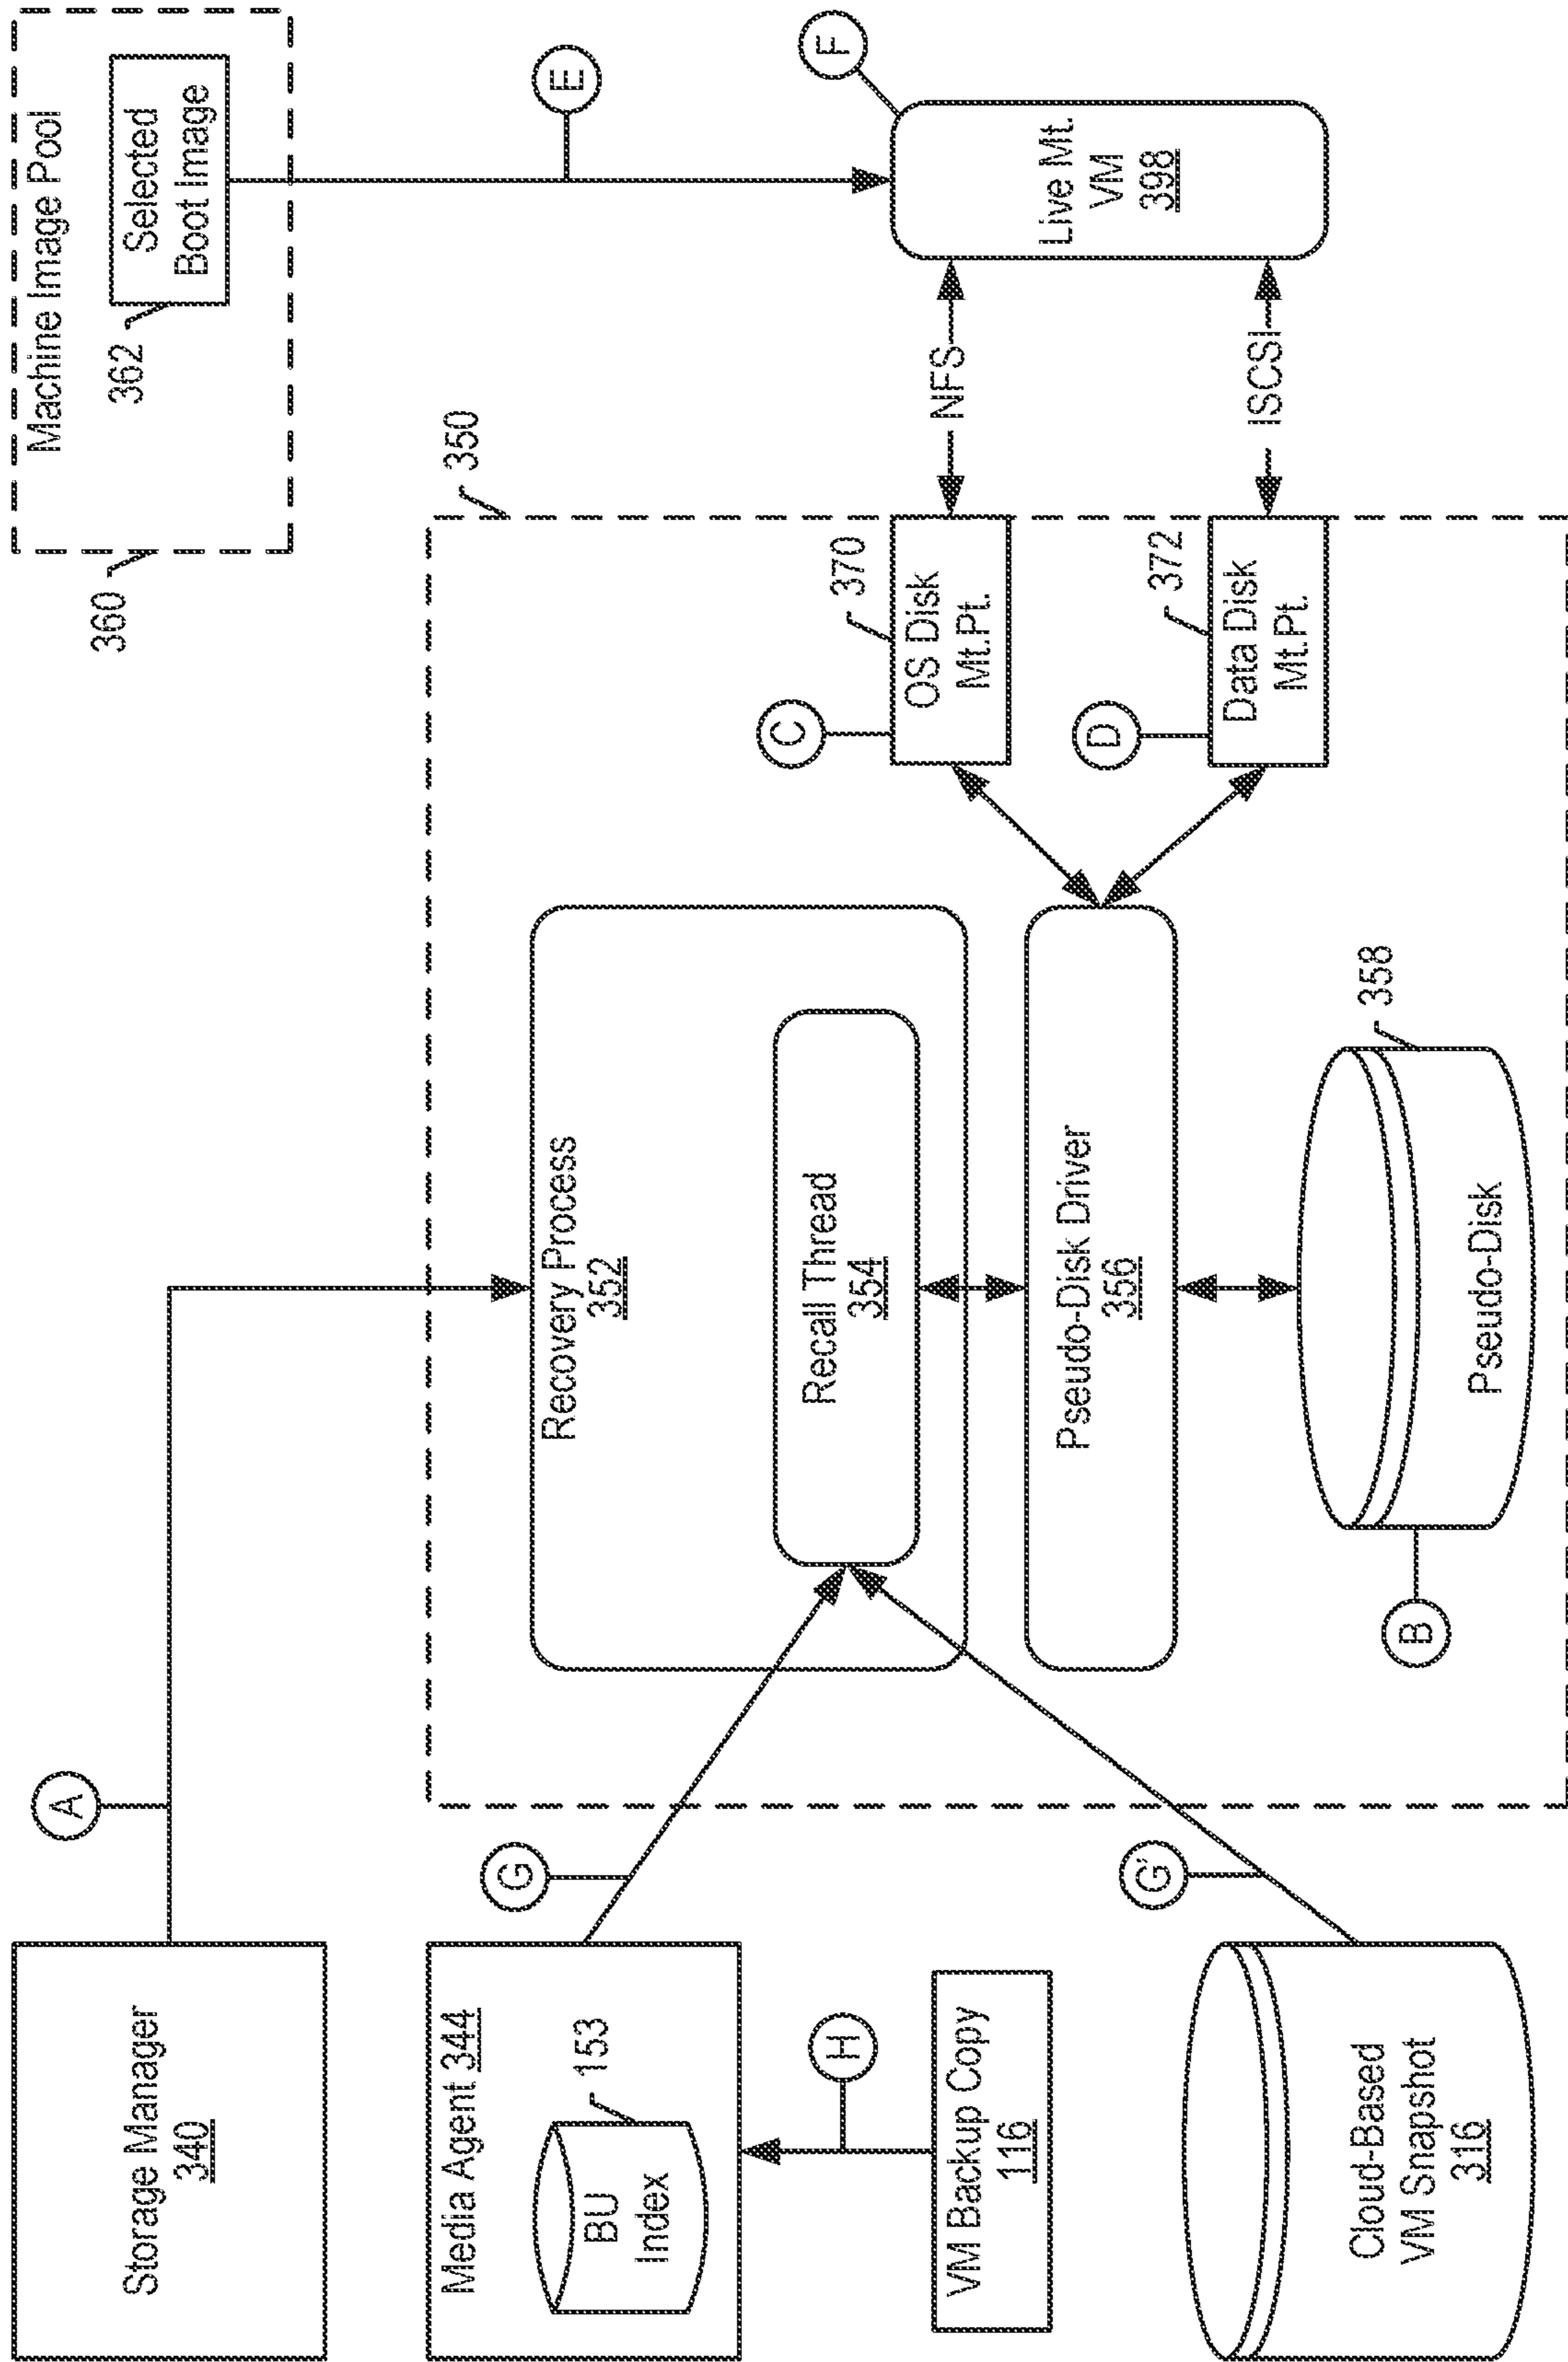 Storage Manager
340
A
Machine Image Pool
Selected
Boot Image
362
360
E
Media Agent 344
BU
Index
153
G
H
VM Backup Copy
116
Cloud-Based
VM Snapshot
316
G'
350
Recovery Process
352
Recall Thread
354
Pseudo-Disk Driver
356
Pseudo-Disk
358
B
C
OS Disk
Mt.Pt.
370
D
Data Disk
Mt.Pt.
372
NFS
ISCSI
Live Mt.
VM
398
F